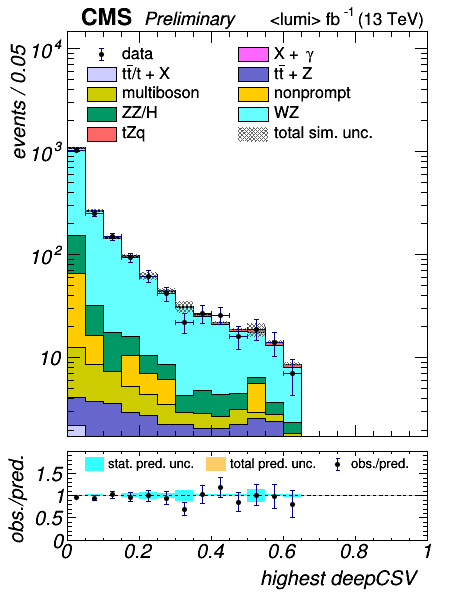 CMS Preliminary <lumi> fb⁻¹ (13 TeV)
10⁴
events / 0.05
data
X + γ
tt̄/t + X
tt̄ + Z
multiboson
nonprompt
ZZ/H
WZ
tZq
total sim. unc.
10³
10²
10
obs./pred.
stat. pred. unc.
total pred. unc.
obs./pred.
1.5
1
0.5
0
0 0.2 0.4 0.6 0.8 1
highest deepCSV